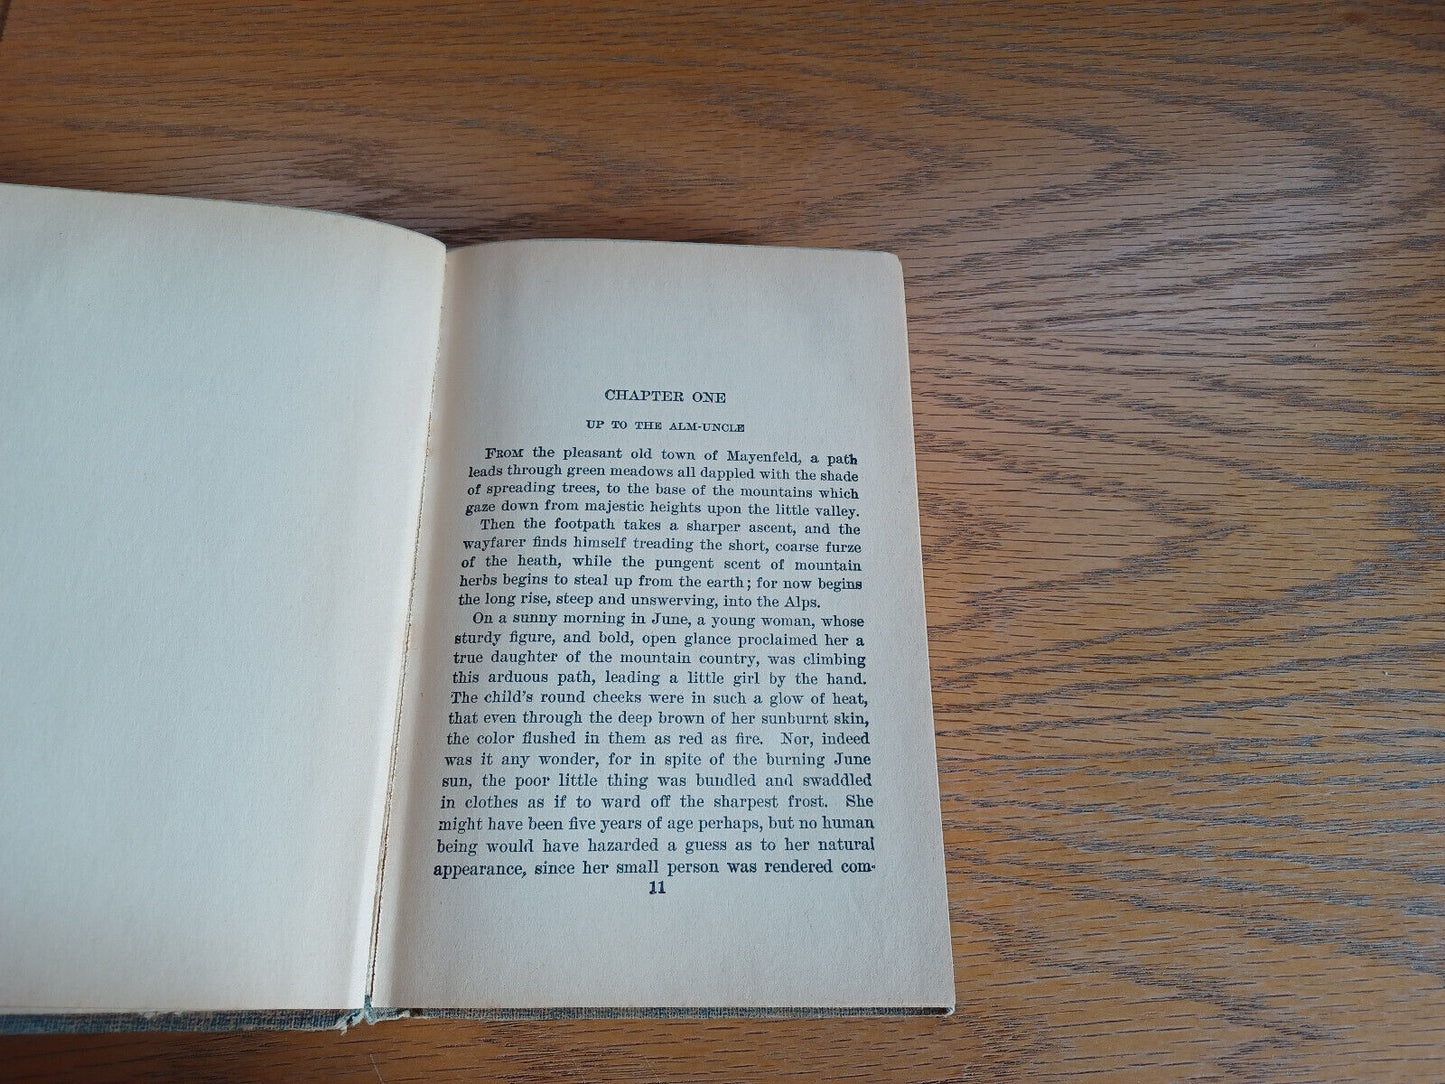 CHAPTER ONE
UP TO THE ALM-UNCLE
FROM the pleasant old town of Mayenfeld, a path
leads through green meadows all dappled with the shade
of spreading trees, to the base of the mountains which
gaze down from majestic heights upon the little valley.
Then the footpath takes a sharper ascent, and the
wayfarer finds himself treading the short, coarse furze
of the heath, while the pungent scent of mountain
herbs begins to steal up from the earth; for now begins
the long rise, steep and unswerving, into the Alps.
On a sunny morning in June, a young woman, whose
sturdy figure, and bold, open glance proclaimed her a
true daughter of the mountain country, was climbing
this arduous path, leading a little girl by the hand.
The child's round cheeks were in such a glow of heat,
that even through the deep brown of her sunburnt skin,
the color flushed in them as red as fire. Nor, indeed
was it any wonder, for in spite of the burning June
sun, the poor little thing was bundled and swaddled
in clothes as if to ward off the sharpest frost. She
might have been five years of age perhaps, but no human
being would have hazarded a guess as to her natural
appearance, since her small person was rendered com-
11